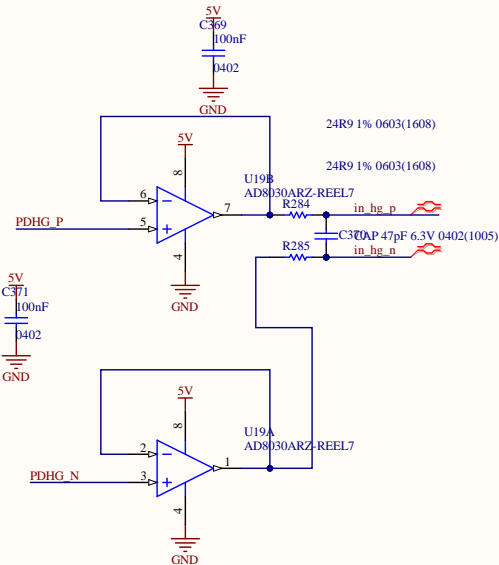 5V
C369
100nF
0402
GND
24R9 1% 0603(1608)
24R9 1% 0603(1608)
5V
8
U19B
AD8030ARZ-REEL7
6
7
R284
in_hg_p
PDHG_P
5
C370
CAP 47pF 6.3V 0402(1005)
R285
in_hg_n
4
GND
5V
C371
100nF
0402
GND
5V
8
U19A
AD8030ARZ-REEL7
2
1
PDHG_N
3
4
GND